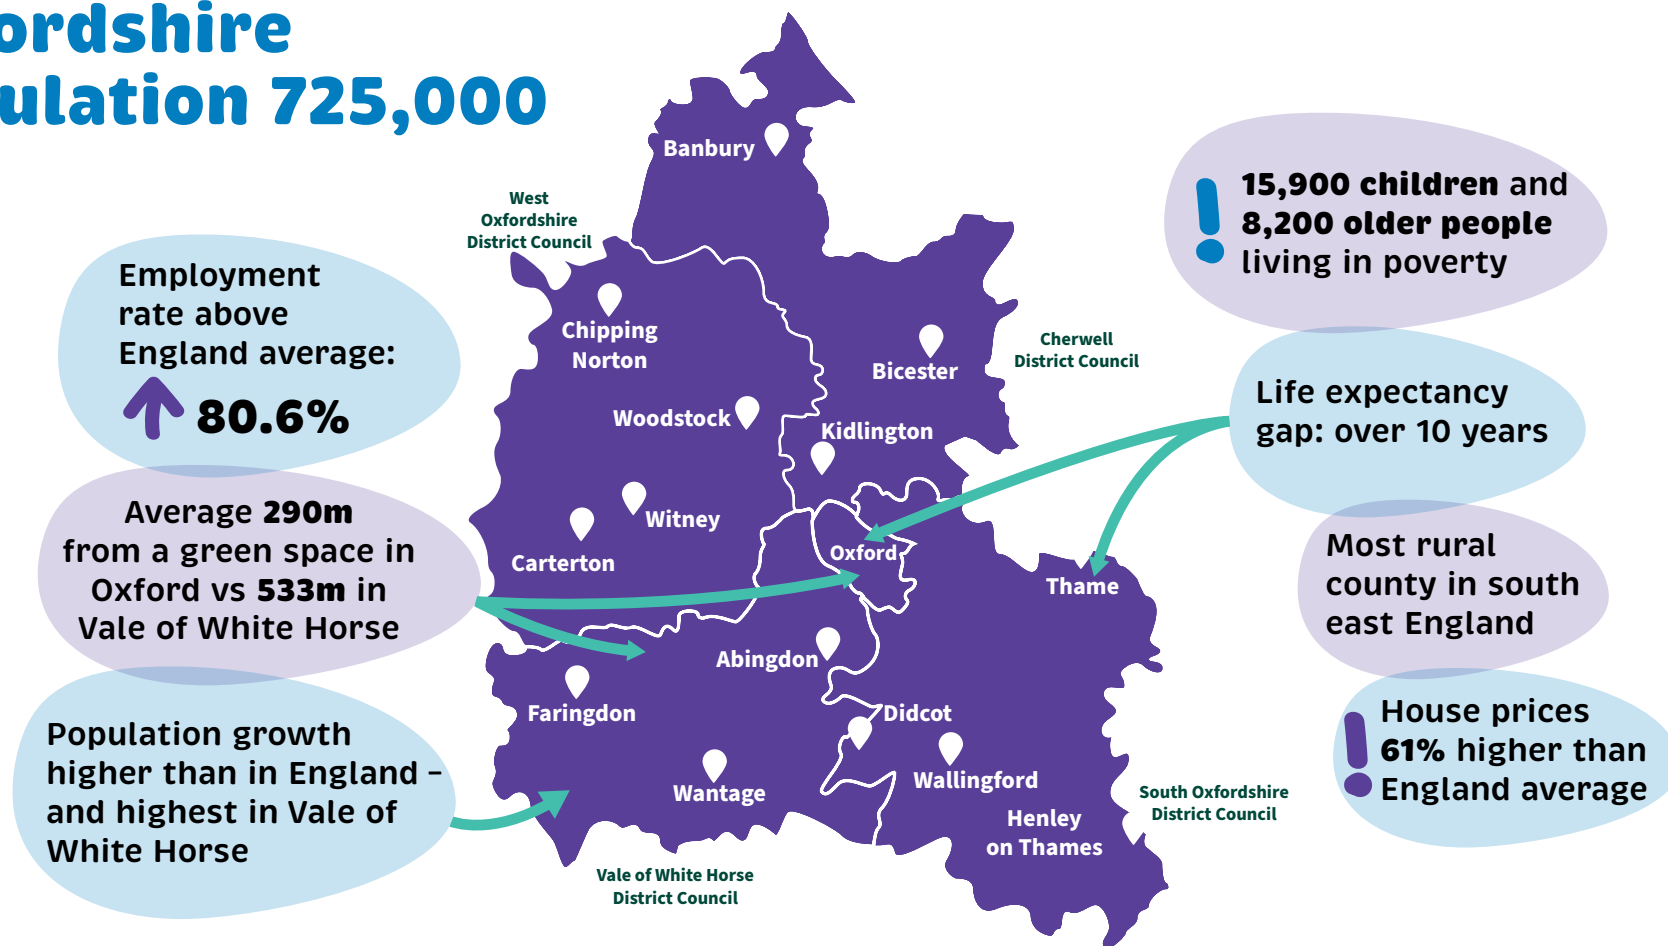 ordshire
ulation 725,000
Banbury
West
Oxfordshire
District Council
15,900 children and
8,200 older people
living in poverty
Employment
rate above
England average:
80.6%
Chipping
Norton
Cherwell
District Council
Bicester
Life expectancy
gap: over 10 years
Woodstock
Kidlington
Average 290m
from a green space in
Oxford vs 533m in
Vale of White Horse
Witney
Carterton
Oxford
Thame
Most rural
county in south
east England
Abingdon
Faringdon
Didcot
Population growth
higher than in England –
and highest in Vale of
White Horse
Wantage
Wallingford
House prices
61% higher than
England average
South Oxfordshire
District Council
Henley
on Thames
Vale of White Horse
District Council